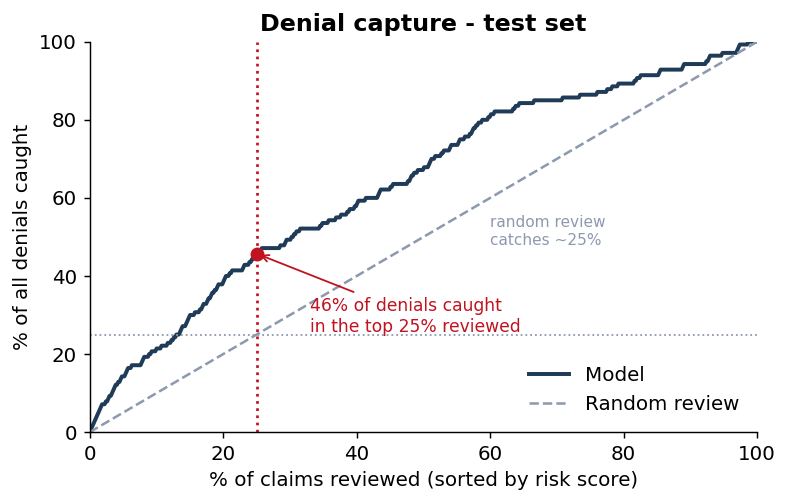 Denial capture - test set
% of all denials caught
100
80
60
40
20
0
random review
catches ~25%
46% of denials caught
in the top 25% reviewed
Model
Random review
0
20
40
60
80
100
% of claims reviewed (sorted by risk score)